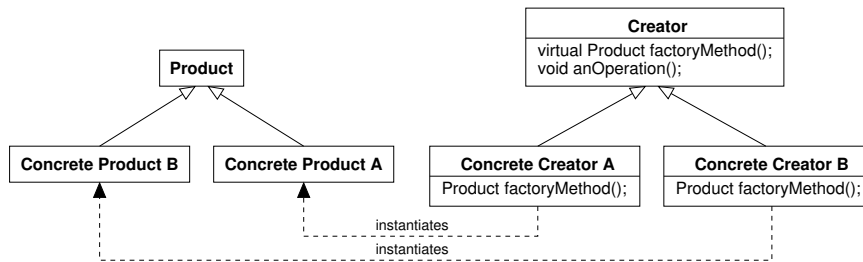 Creator
virtual Product factoryMethod();
void anOperation();
Product
Concrete Product B
Concrete Product A
Concrete Creator A
Product factoryMethod();
Concrete Creator B
Product factoryMethod();
instantiates
instantiates